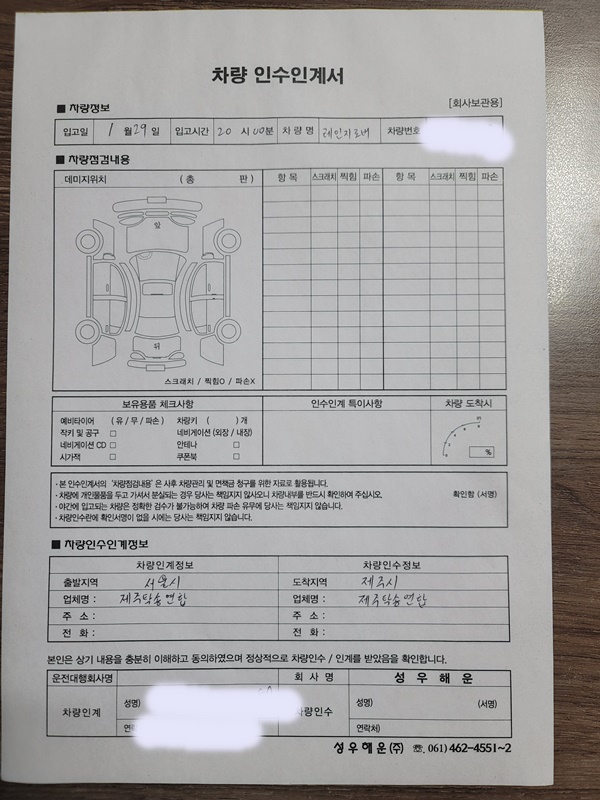 차량 인수인계서
■ 차량정보
[회사보관용]
입고일 1월 29일 입고시간 20시 00분 차량명 레인지로버 차량번호
■ 차량점검내용
데미지위치 (총 판)
항목 스크래치 찍힘 파손 항목 스크래치 찍힘 파손
앞
뒤
스크래치 / 찍힘O / 파손X
보유용품 체크사항 인수인계 특이사항 차량 도착시
예비타이어 (유 / 무 / 파손) 차량키 ( )개
작키 및 공구 □ 네비게이션 (외장 / 내장)
네비게이션 CD □ 안테나 □
시가잭 □ 쿠폰북 □
%
· 본 인수인계서의 '차량점검내용' 은 사후 차량관리 및 면책금 청구를 위한 자료로 활용됩니다.
· 차량에 개인물품을 두고 가셔서 분실되는 경우 당사는 책임지지 않사오니 차량내부를 반드시 확인하여 주십시오. 확인함 (서명)
· 야간에 입고되는 차량은 정확한 검수가 불가능하여 차량 파손 유무에 당사는 책임지지 않습니다.
· 차량인수란에 확인서명이 없을 시에는 당사는 책임지지 않습니다.
■ 차량인수인계정보
차량인계정보 차량인수정보
출발지역 서울시 도착지역 제주시
업체명 : 제주탁송연합 업체명 : 제주탁송연합
주 소 : 주 소 :
전 화 : 전 화 :
본인은 상기 내용을 충분히 이해하고 동의하였으며 정상적으로 차량인수 / 인계를 받았음을 확인합니다.
운전대행회사명 회 사 명 성 우 해 운
차량인계 성명) 차량인수 성명) (서명)
연락 연락처)
성우해운(주) ☏. 061) 462-4551~2